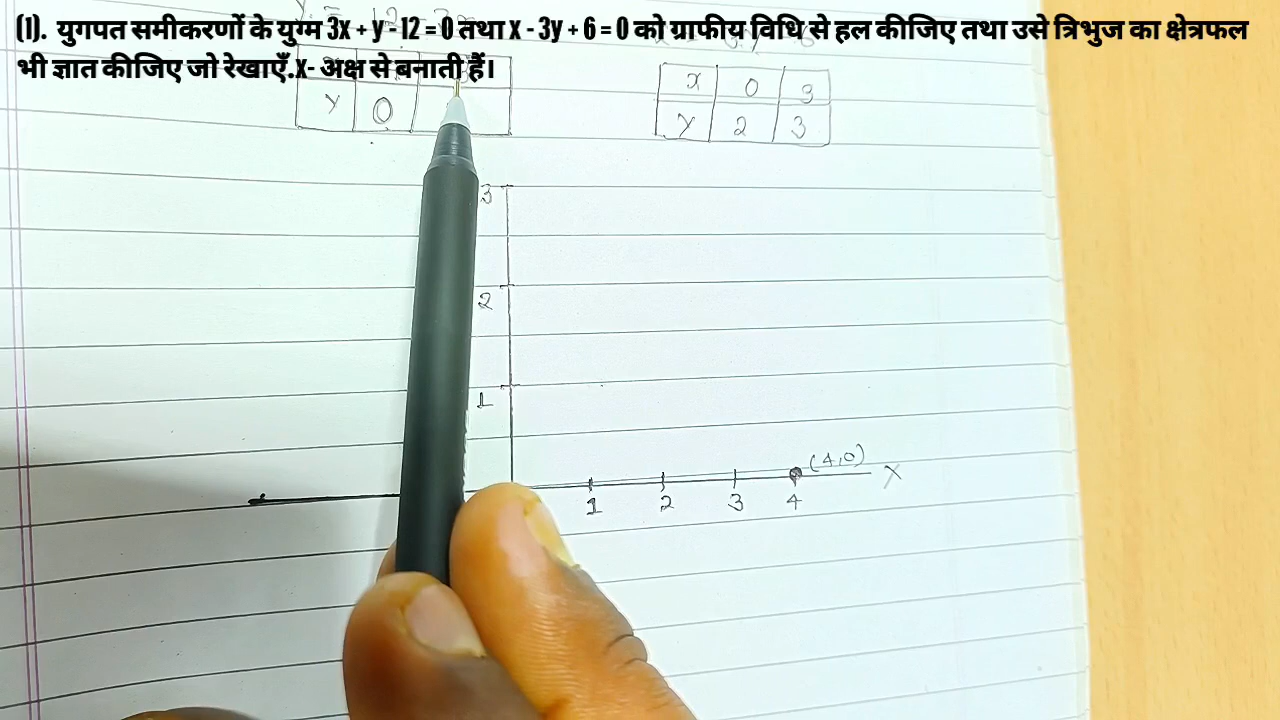 (1). युगपत समीकरणों के युग्म 3x + y - 12 = 0 तथा x - 3y + 6 = 0 को ग्राफीय विधि से हल कीजिए तथा उसे त्रिभुज का क्षेत्रफल
भी ज्ञात कीजिए जो रेखाएँ.x- अक्ष से बनाती हैं।
x 0 3
y 0
y 2 3
3
2
1
(4,0)
X
1 2 3 4